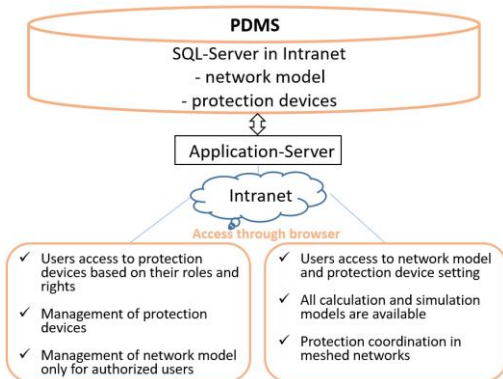 PDMS
SQL-Server in Intranet
- network model
- protection devices
Application-Server
Intranet
Access through browser
✓ Users access to protection
devices based on their roles and
rights
✓ Management of protection
devices
✓ Management of network model
only for authorized users
✓ Users access to network model
and protection device setting
✓ All calculation and simulation
models are available
✓ Protection coordination in
meshed networks